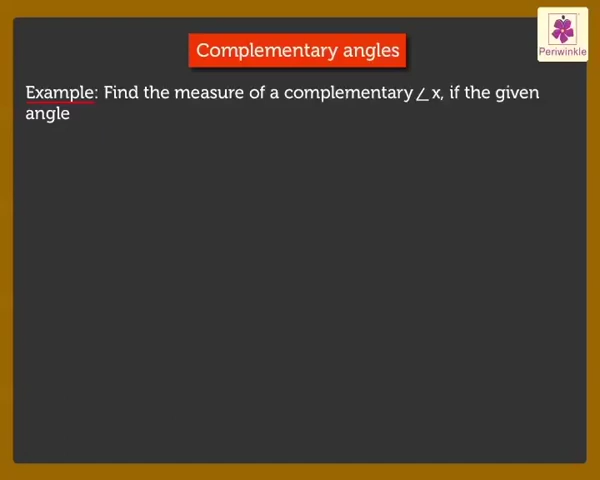 Complementary angles
Periwinkle
Example: Find the measure of a complementary ∠ x, if the given
angle